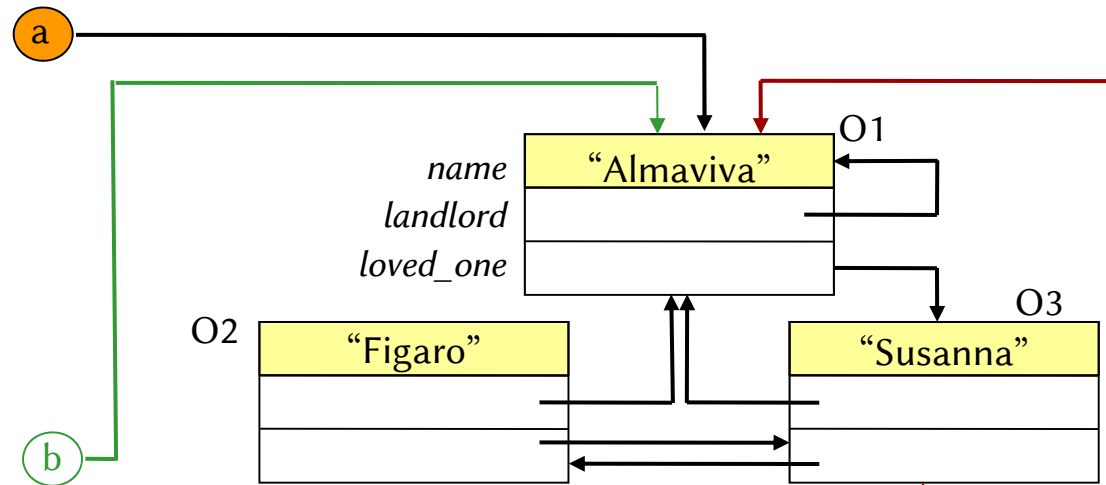 a
O1
name
“Almaviva”
landlord
loved_one
O3
O2
“Figaro”
“Susanna”
b